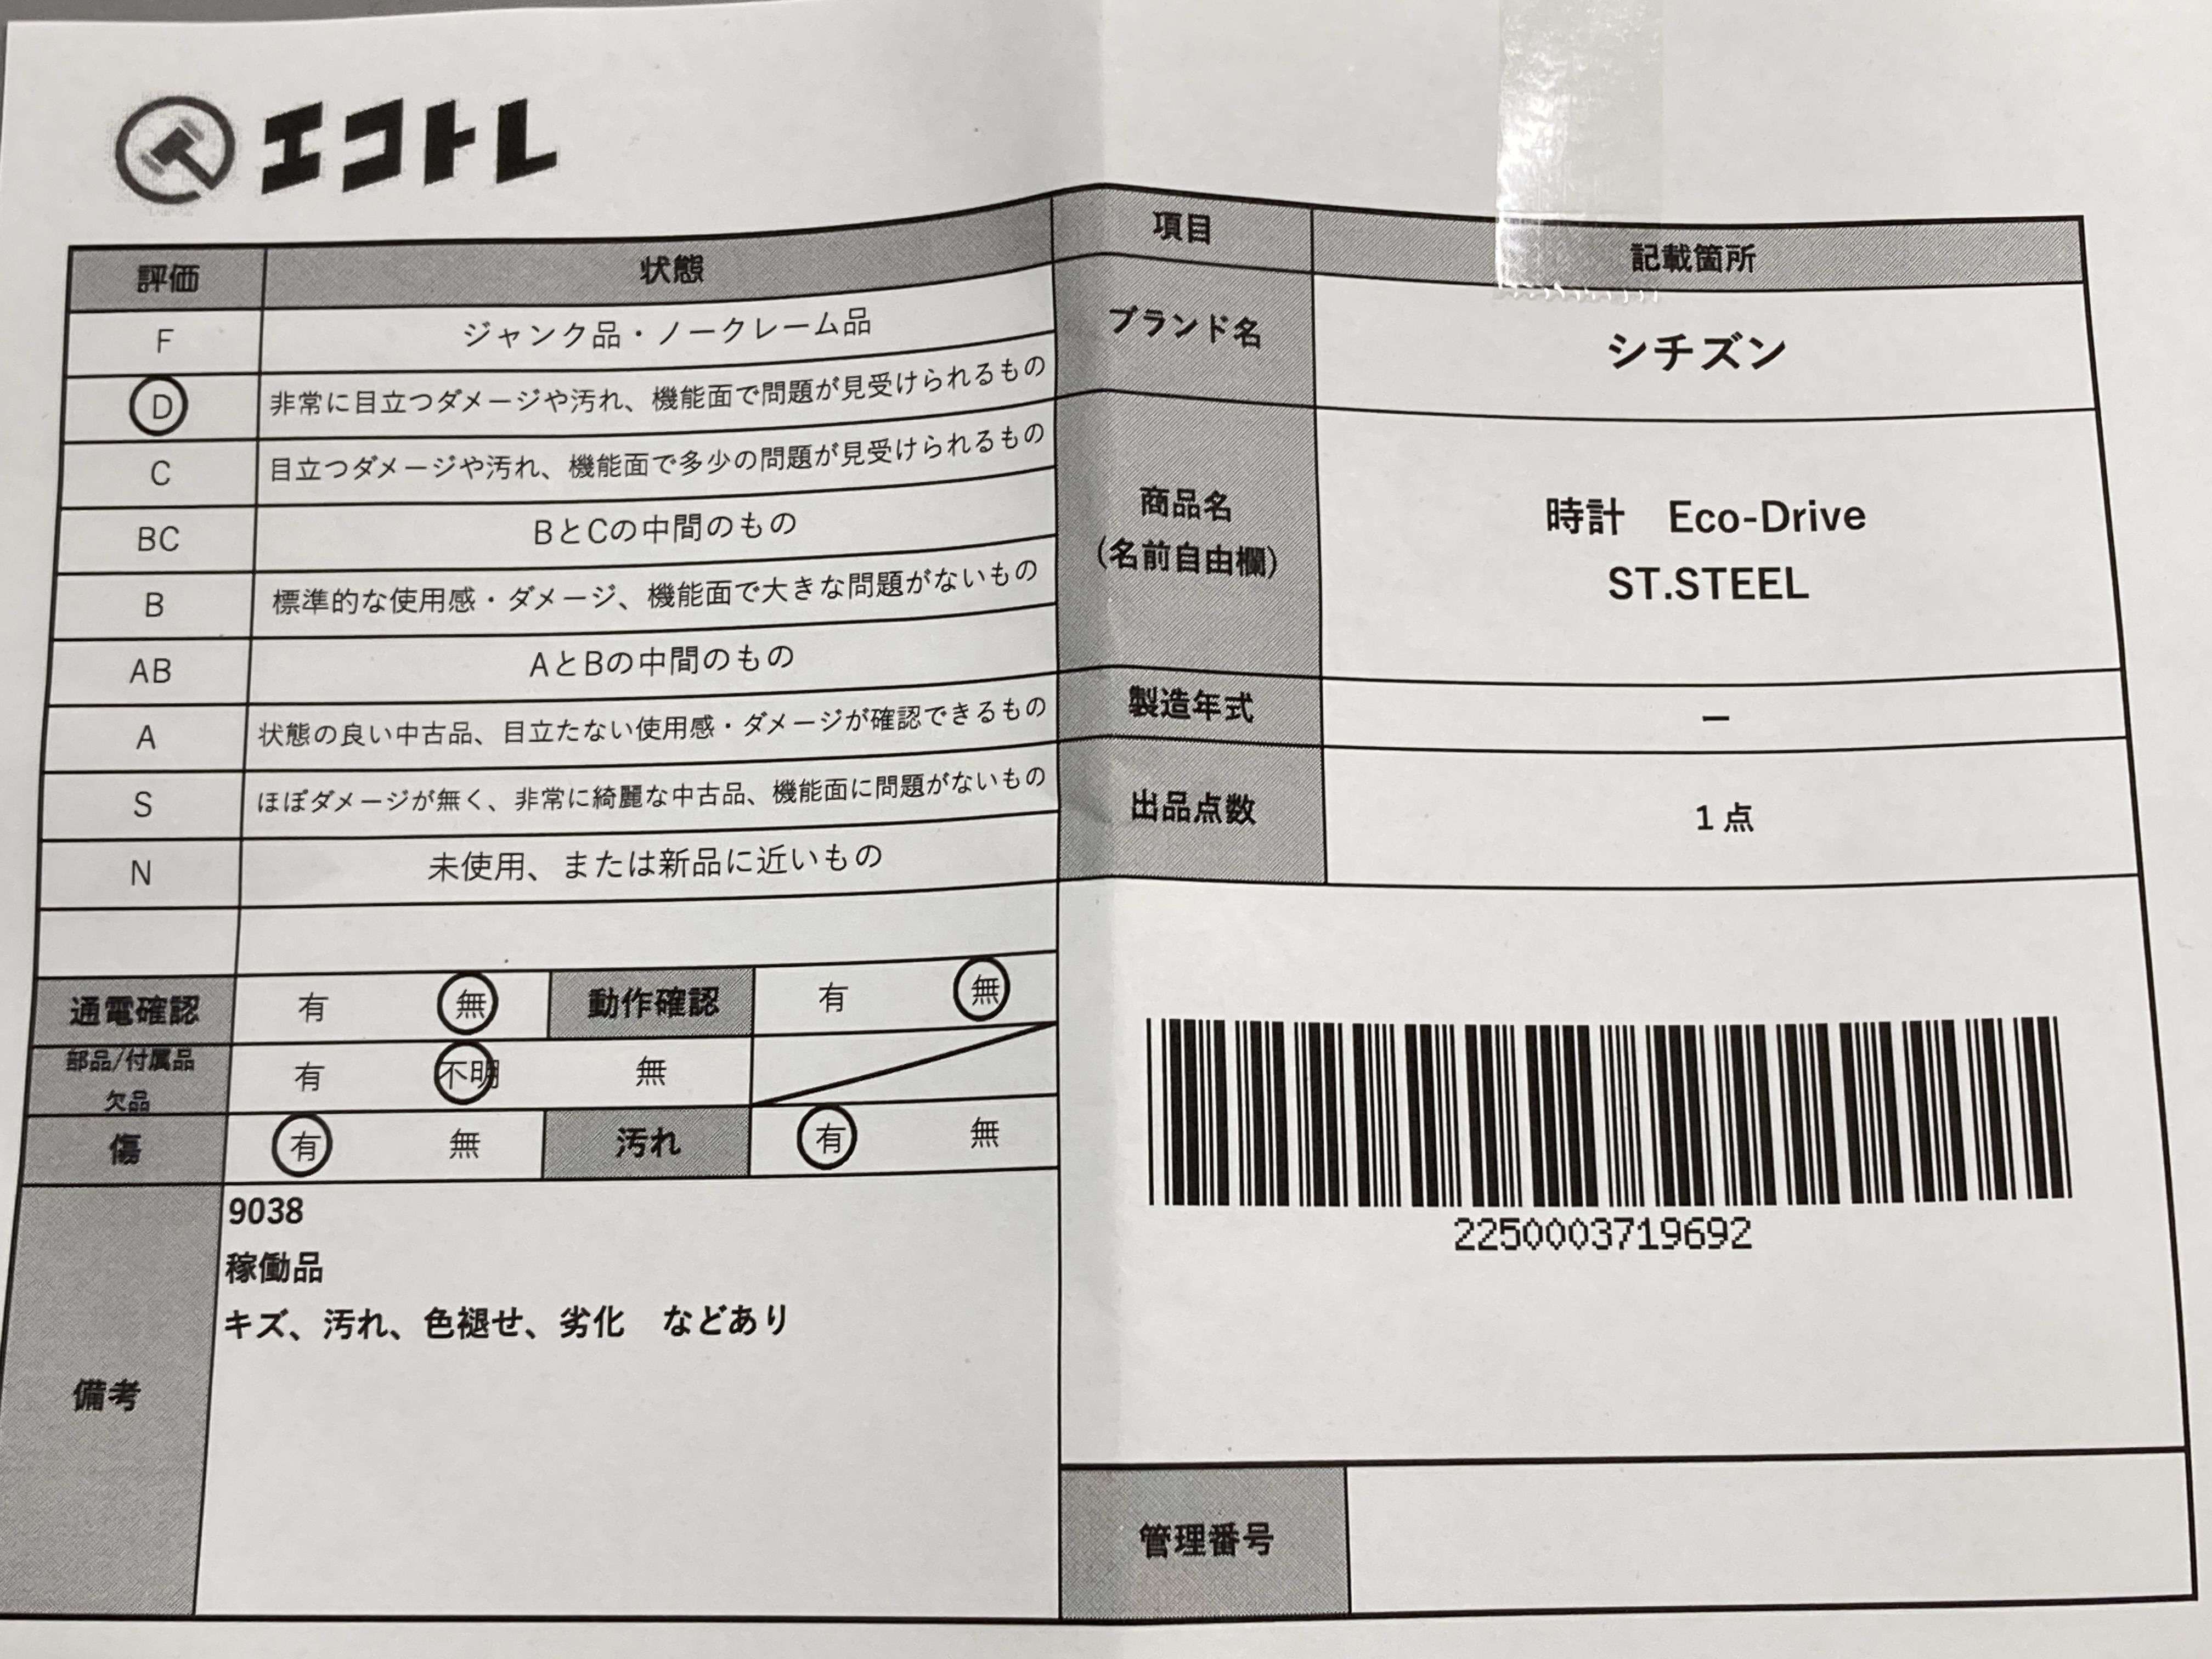 エコトレ
評価 状態
F ジャンク品・ノークレーム品
D 非常に目立つダメージや汚れ、機能面で問題が見受けられるもの
C 目立つダメージや汚れ、機能面で多少の問題が見受けられるもの
BC BとCの中間のもの
B 標準的な使用感・ダメージ、機能面で大きな問題がないもの
AB AとBの中間のもの
A 状態の良い中古品、目立たない使用感・ダメージが確認できるもの
S ほぼダメージが無く、非常に綺麗な中古品、機能面に問題がないもの
N 未使用、または新品に近いもの
通電確認 有 無 動作確認 有 無
部品/付属品
欠品 有 不明 無
傷 有 無 汚れ 有 無
備考
9038
稼働品
キズ、汚れ、色褪せ、劣化 などあり
項目 記載箇所
ブランド名 シチズン
商品名
(名前自由欄)
時計 Eco-Drive
ST.STEEL
製造年式 ー
出品点数 1点
2250003719692
管理番号